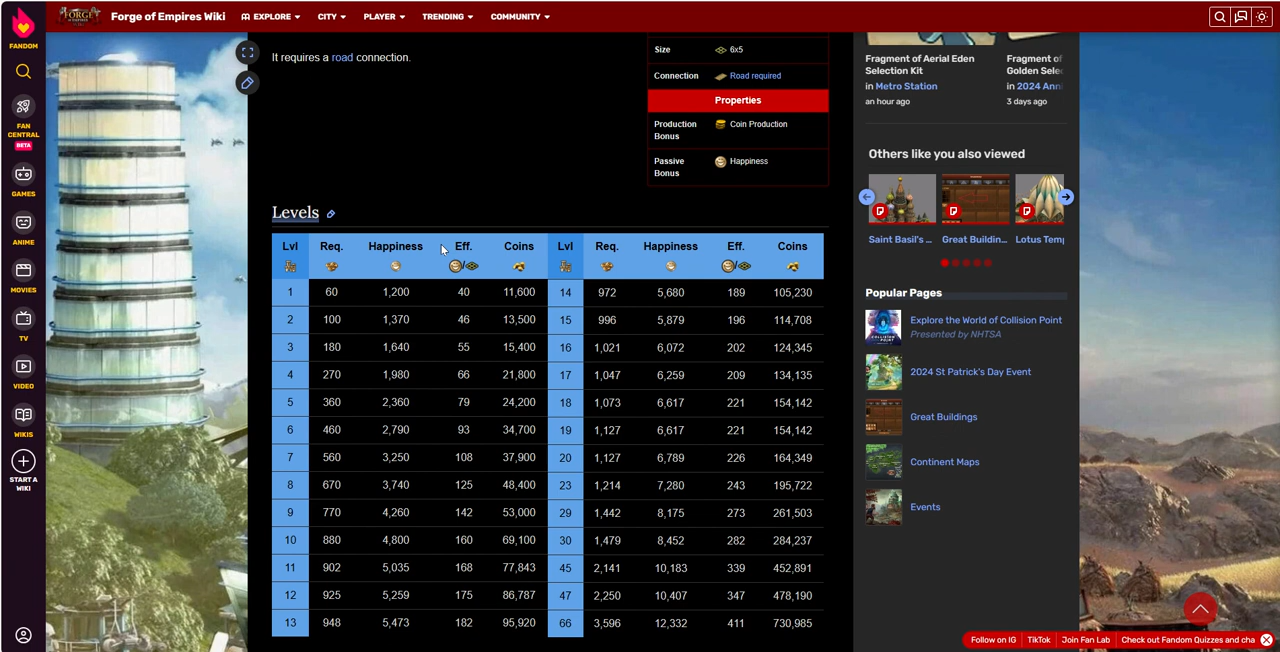 FORGE
OF EMPIRES
Forge of Empires Wiki
EXPLORE
CITY
PLAYER
TRENDING
COMMUNITY
FANDOM
FAN
CENTRAL
BETA
GAMES
ANIME
MOVIES
TV
VIDEO
WIKIS
START A
WIKI
It requires a road connection.
Size 6x5
Connection Road required
Properties
Production
Bonus
Coin Production
Passive
Bonus
Happiness
Levels
Lvl Req. Happiness Eff. Coins Lvl Req. Happiness Eff. Coins
1 60 1,200 40 11,600 14 972 5,680 189 105,230
2 100 1,370 46 13,500 15 996 5,879 196 114,708
3 180 1,640 55 15,400 16 1,021 6,072 202 124,345
4 270 1,980 66 21,800 17 1,047 6,259 209 134,135
5 360 2,360 79 24,200 18 1,073 6,617 221 154,142
6 460 2,790 93 34,700 19 1,127 6,617 221 154,142
7 560 3,250 108 37,900 20 1,127 6,789 226 164,349
8 670 3,740 125 48,400 23 1,214 7,280 243 195,722
9 770 4,260 142 53,000 29 1,442 8,175 273 261,503
10 880 4,800 160 69,100 30 1,479 8,452 282 284,237
11 902 5,035 168 77,843 45 2,141 10,183 339 452,891
12 925 5,259 175 86,787 47 2,250 10,407 347 478,190
13 948 5,473 182 95,920 66 3,596 12,332 411 730,985
Fragment of Aerial Eden
Selection Kit
in Metro Station
an hour ago
Fragment of
Golden Sele
in 2024 Ann
3 days ago
Others like you also viewed
Saint Basil's ...
Great Buildin...
Lotus Temp
Popular Pages
Explore the World of Collision Point
Presented by NHTSA
2024 St Patrick's Day Event
Great Buildings
Continent Maps
Events
Follow on IG
TikTok
Join Fan Lab
Check out Fandom Quizzes and cha